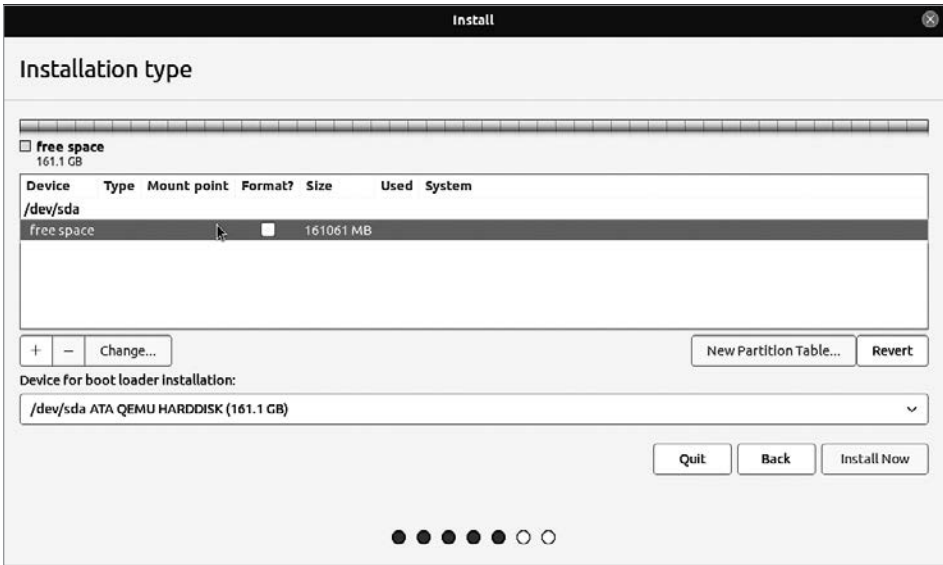 Install
Installation type
free space
161.1 GB
Device Type Mount point Format? Size Used System
/dev/sda
free space 161061 MB
+ − Change... New Partition Table... Revert
Device for boot loader installation:
/dev/sda ATA QEMU HARDDISK (161.1 GB)
Quit Back Install Now